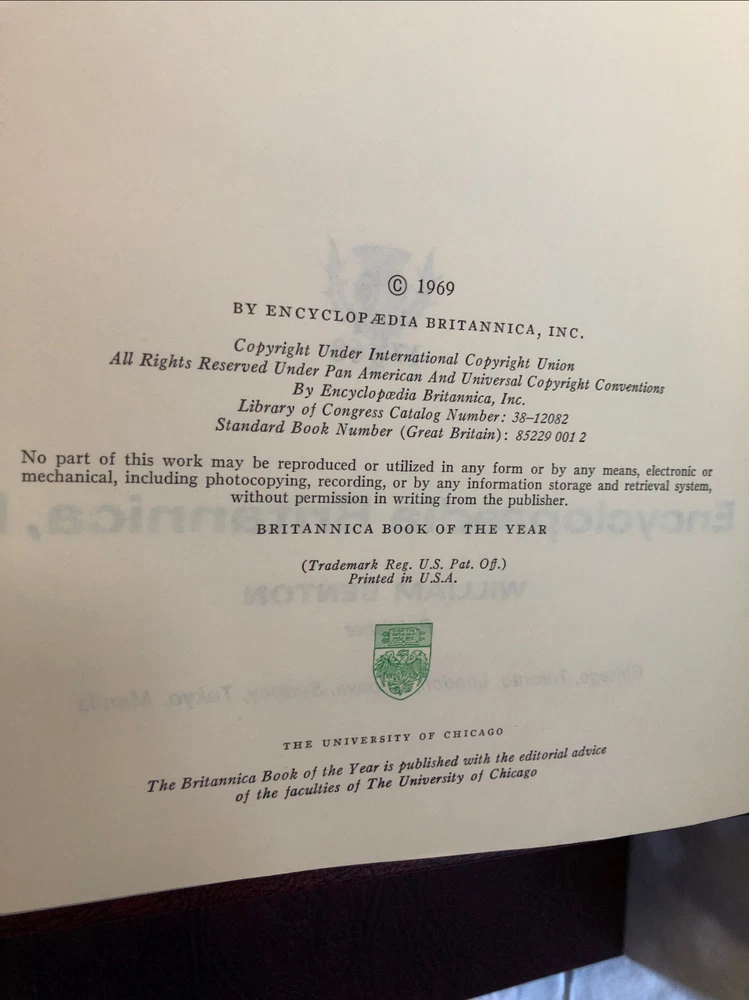 © 1969
BY ENCYCLOPÆDIA BRITANNICA, INC.
Copyright Under International Copyright Union
All Rights Reserved Under Pan American And Universal Copyright Conventions
By Encyclopædia Britannica, Inc.
Library of Congress Catalog Number: 38–12082
Standard Book Number (Great Britain): 85229 001 2
No part of this work may be reproduced or utilized in any form or by any means, electronic or
mechanical, including photocopying, recording, or by any information storage and retrieval system,
without permission in writing from the publisher.
BRITANNICA BOOK OF THE YEAR
(Trademark Reg. U.S. Pat. Off.)
Printed in U.S.A.
THE UNIVERSITY OF CHICAGO
The Britannica Book of the Year is published with the editorial advice
of the faculties of The University of Chicago